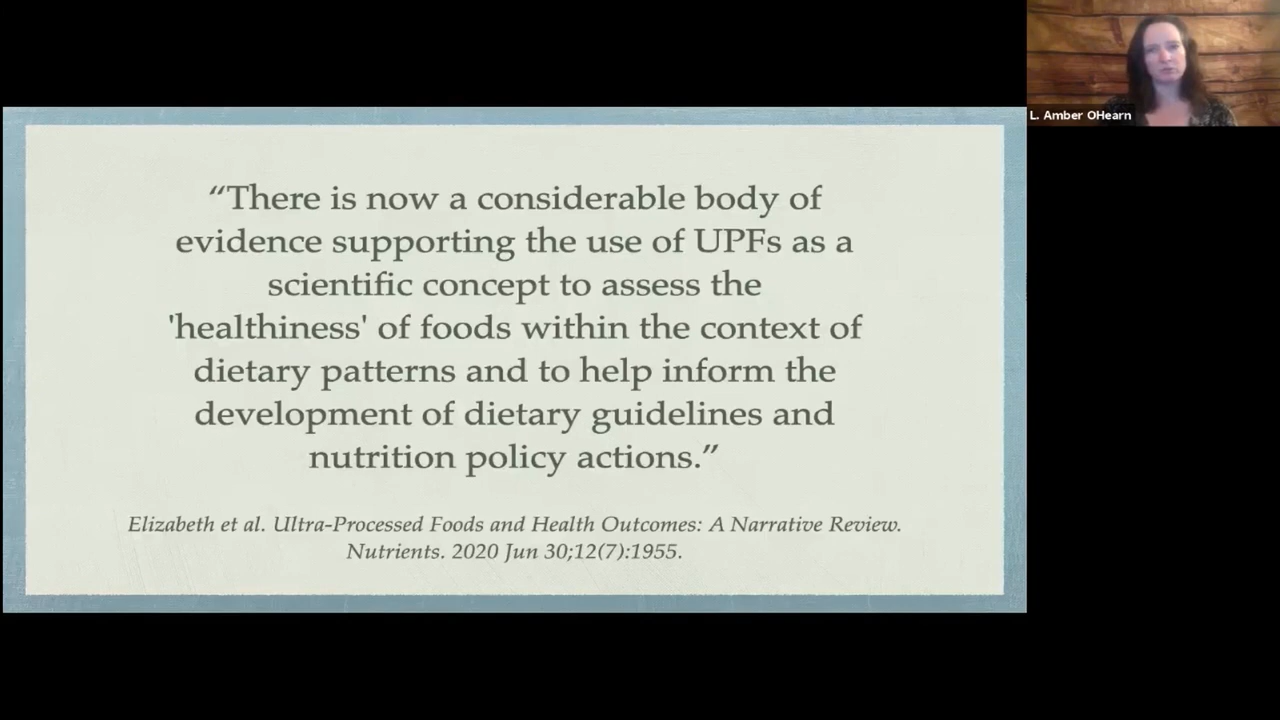 “There is now a considerable body of
evidence supporting the use of UPFs as a
scientific concept to assess the
'healthiness' of foods within the context of
dietary patterns and to help inform the
development of dietary guidelines and
nutrition policy actions.”
Elizabeth et al. Ultra-Processed Foods and Health Outcomes: A Narrative Review.
Nutrients. 2020 Jun 30;12(7):1955.
L. Amber OHearn